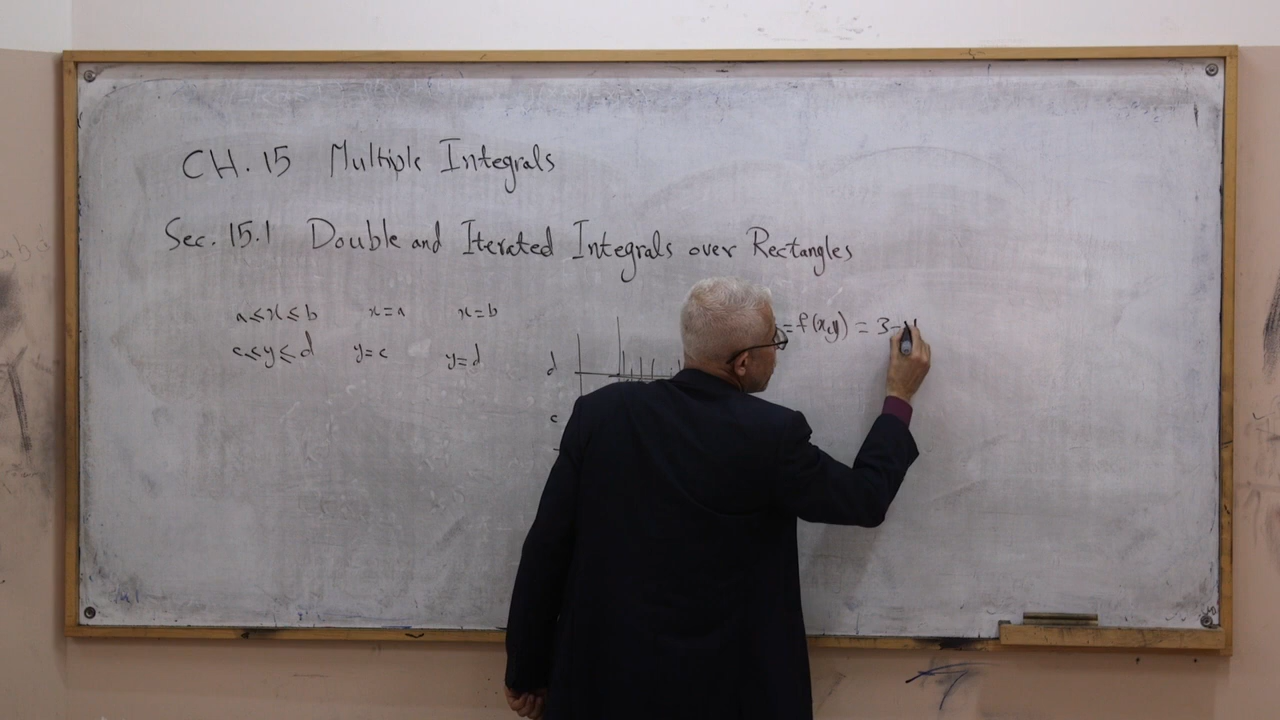 CH. 15 Multiple Integrals
Sec. 15.1 Double and Iterated Integrals over Rectangles
a≤x≤b x=a x=b
c≤y≤d y=c y=d
d
c
=f(x,y) = 3-